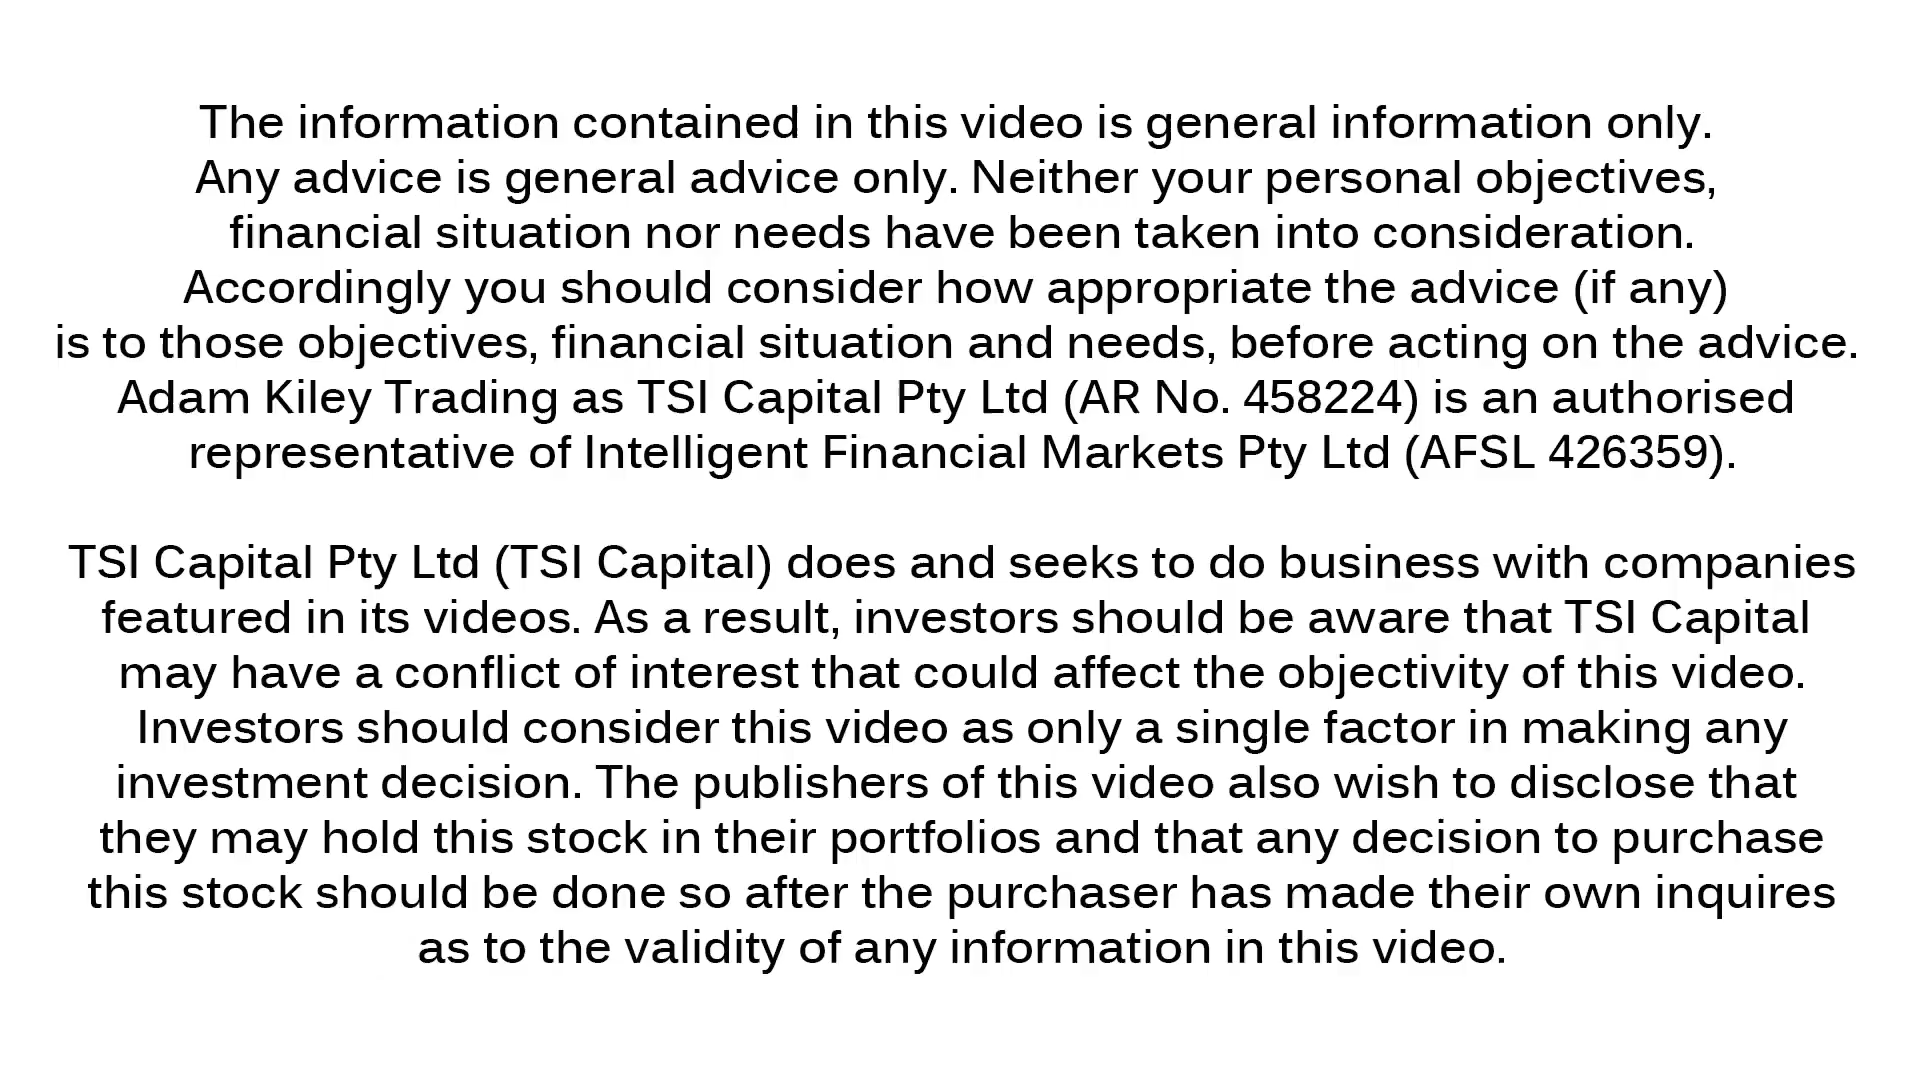 The information contained in this video is general information only.
Any advice is general advice only. Neither your personal objectives,
financial situation nor needs have been taken into consideration.
Accordingly you should consider how appropriate the advice (if any)
is to those objectives, financial situation and needs, before acting on the advice.
Adam Kiley Trading as TSI Capital Pty Ltd (AR No. 458224) is an authorised
representative of Intelligent Financial Markets Pty Ltd (AFSL 426359).
TSI Capital Pty Ltd (TSI Capital) does and seeks to do business with companies
featured in its videos. As a result, investors should be aware that TSI Capital
may have a conflict of interest that could affect the objectivity of this video.
Investors should consider this video as only a single factor in making any
investment decision. The publishers of this video also wish to disclose that
they may hold this stock in their portfolios and that any decision to purchase
this stock should be done so after the purchaser has made their own inquires
as to the validity of any information in this video.